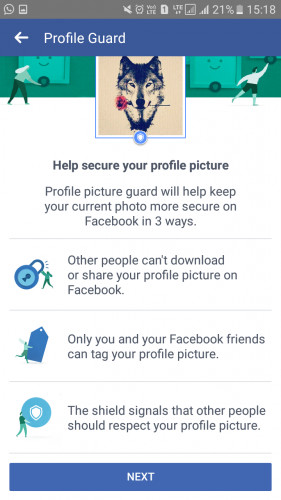 21% 15:18
Profile Guard
Help secure your profile picture
Profile picture guard will help keep
your current photo more secure on
Facebook in 3 ways.
Other people can't download
or share your profile picture on
Facebook.
Only you and your Facebook friends
can tag your profile picture.
The shield signals that other people
should respect your profile picture.
NEXT